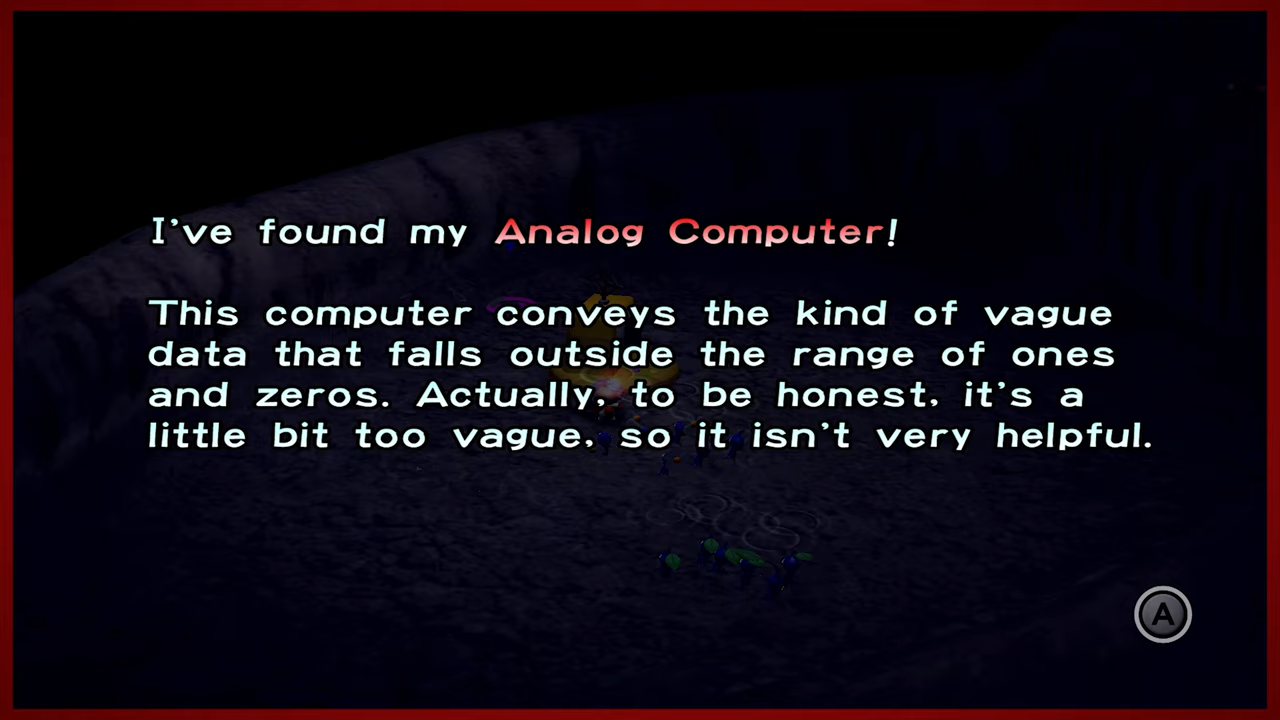 I've found my Analog Computer!
This computer conveys the kind of vague
data that falls outside the range of ones
and zeros. Actually, to be honest, it's a
little bit too vague, so it isn't very helpful.
A